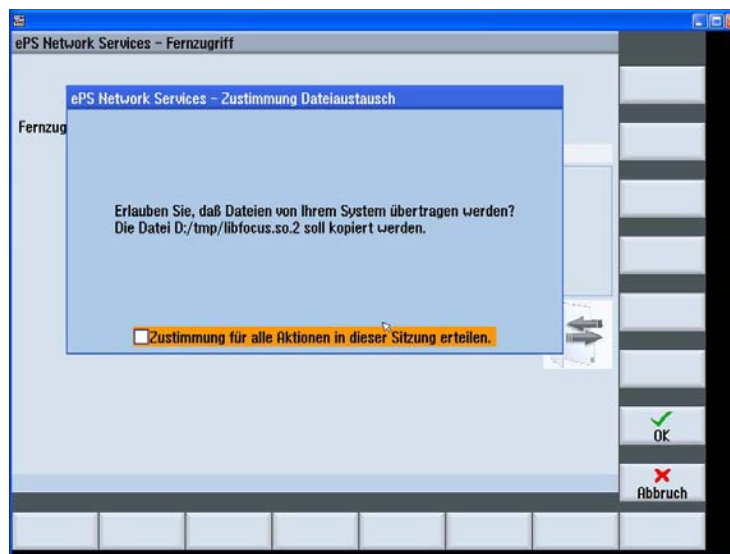 ePS Network Services - Fernzugriff
ePS Network Services - Zustimmung Dateiaustausch
Fernzug
Erlauben Sie, daß Dateien von Ihrem System übertragen werden?
Die Datei D:/tmp/libfocus.so.2 soll kopiert werden.
Zustimmung für alle Aktionen in dieser Sitzung erteilen.
OK
Abbruch